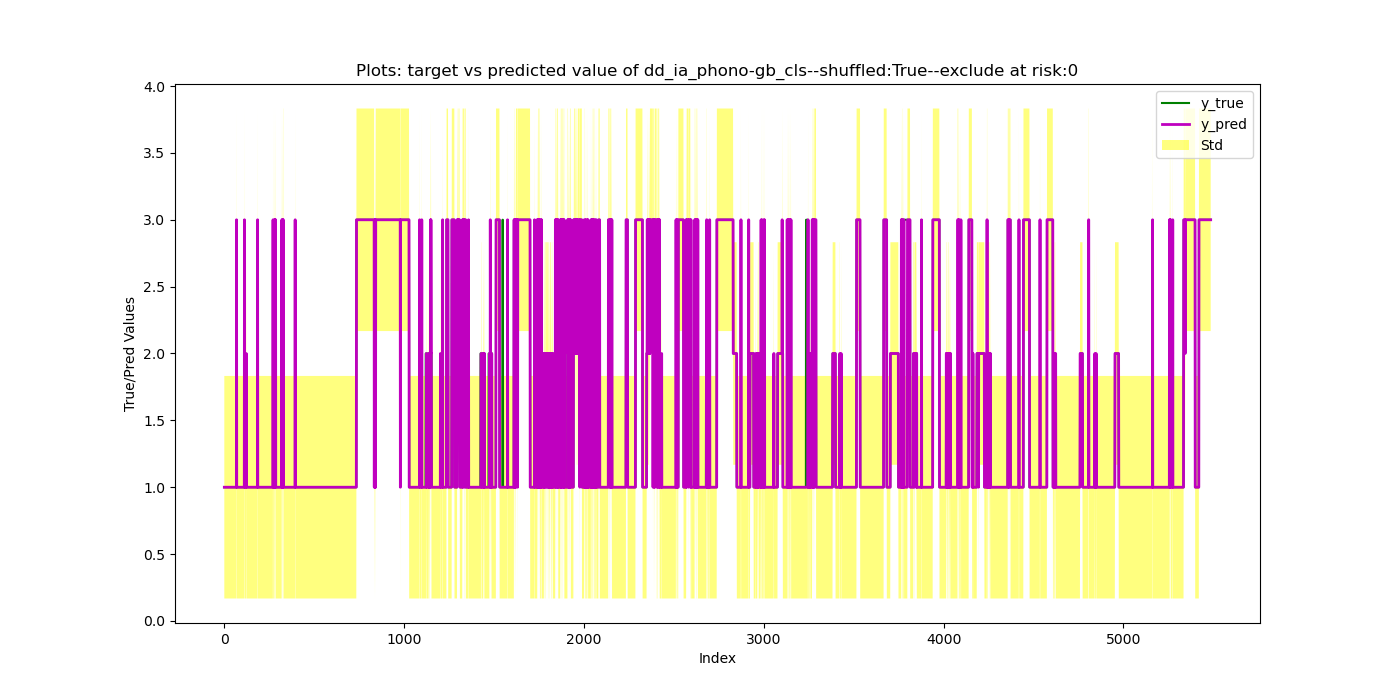 Plots: target vs predicted value of dd_ia_phono-gb_cls--shuffled:True--exclude at risk:0
4.0
3.5
3.0
2.5
2.0
1.5
1.0
0.5
0.0
True/Pred Values
y_true
y_pred
Std
0 1000 2000 3000 4000 5000
Index